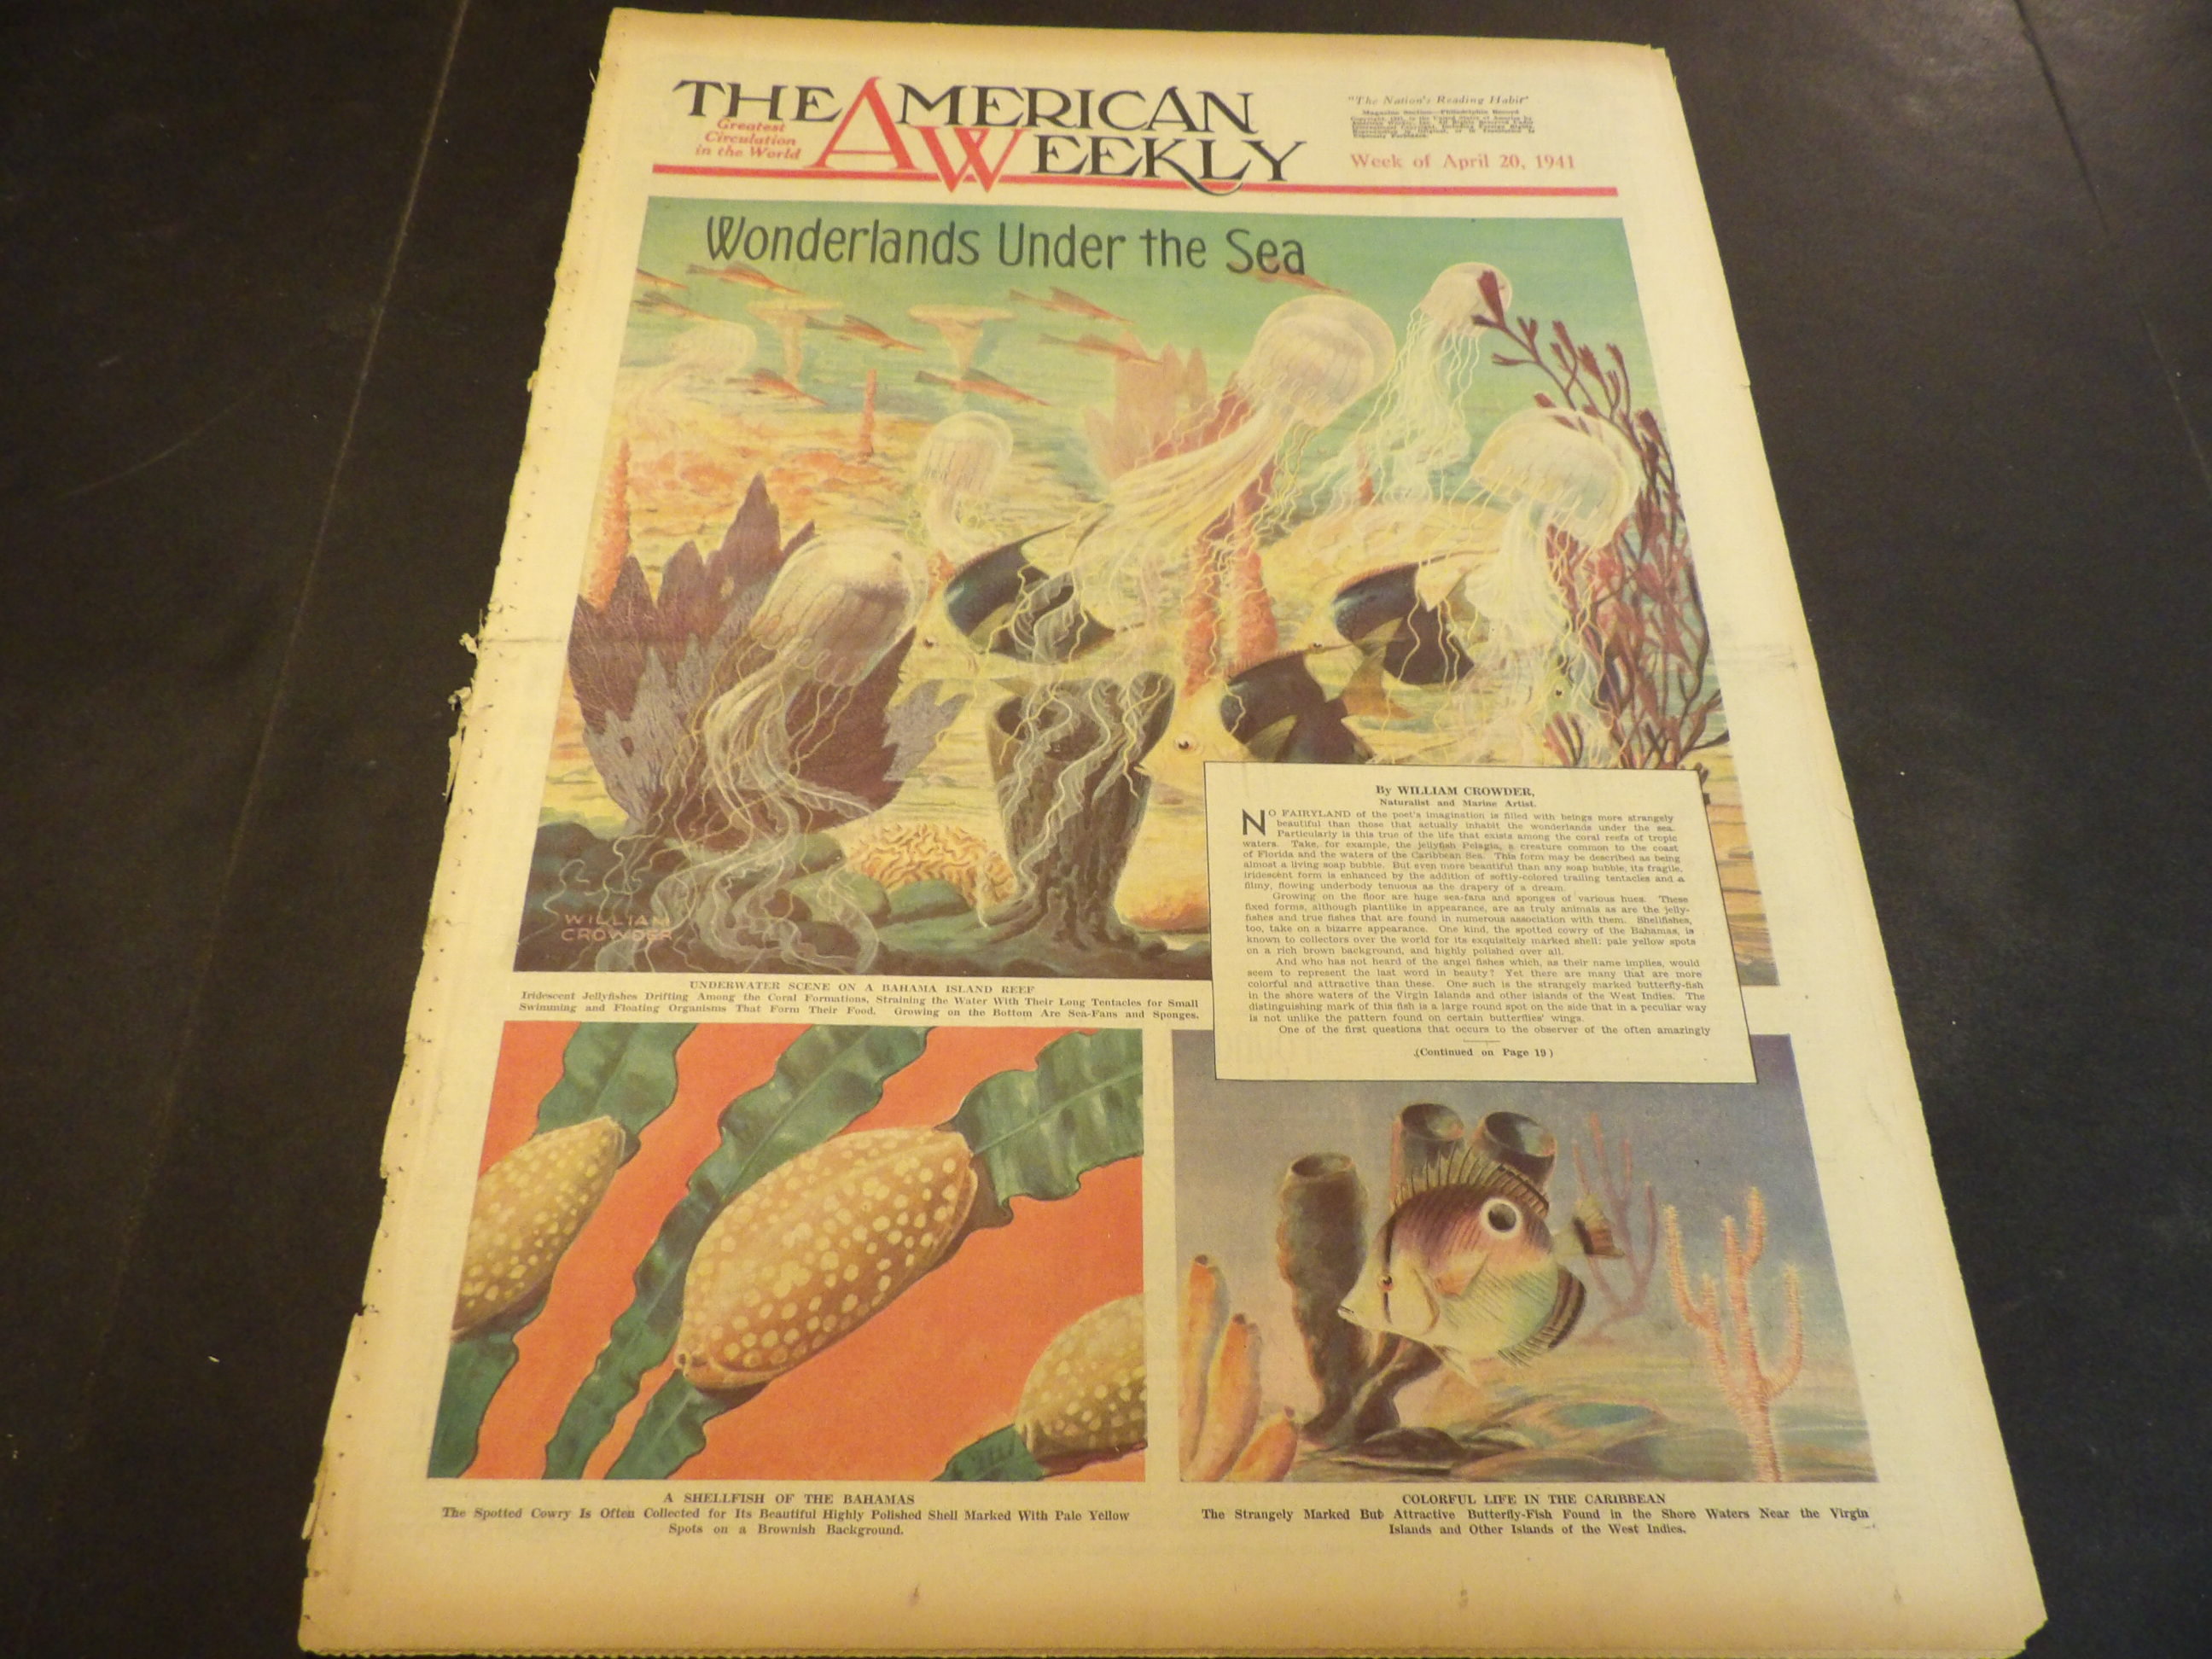 THE AMERICAN
WEEKLY
Greatest
Circulation
in the World
"The Nation's Reading Habit"
Magazine Section—Philadelphia Record
Week of April 20, 1941
Wonderlands Under the Sea
WILLIAM
CROWDER
By WILLIAM CROWDER,
Naturalist and Marine Artist.
NO FAIRYLAND of the poet's imagination is filled with beings more strangely
beautiful than those that actually inhabit the wonderlands under the sea.
Particularly is this true of the life that exists among the coral reefs of tropic
waters. Take, for example, the jellyfish Pelagia, a creature common to the coast
of Florida and the waters of the Caribbean Sea. This form may be described as being
almost a living soap bubble. But even more beautiful than any soap bubble, its fragile,
iridescent form is enhanced by the addition of softly-colored trailing tentacles and a
filmy, flowing underbody tenuous as the drapery of a dream.
Growing on the floor are huge sea-fans and sponges of various hues. These
fixed forms, although plantlike in appearance, are as truly animals as are the jelly-
fishes and true fishes that are found in numerous association with them. Shellfishes,
too, take on a bizarre appearance. One kind, the spotted cowry of the Bahamas, is
known to collectors over the world for its exquisitely marked shell: pale yellow spots
on a rich brown background, and highly polished over all.
And who has not heard of the angel fishes which, as their name implies, would
seem to represent the last word in beauty? Yet there are many that are more
colorful and attractive than these. One such is the strangely marked butterfly-fish
in the shore waters of the Virgin Islands and other islands of the West Indies. The
distinguishing mark of this fish is a large round spot on the side that in a peculiar way
is not unlike the pattern found on certain butterflies' wings.
One of the first questions that occurs to the observer of the often amazingly
(Continued on Page 19)
UNDERWATER SCENE ON A BAHAMA ISLAND REEF
Iridescent Jellyfishes Drifting Among the Coral Formations, Straining the Water With Their Long Tentacles for Small
Swimming and Floating Organisms That Form Their Food. Growing on the Bottom Are Sea-Fans and Sponges.
A SHELLFISH OF THE BAHAMAS
The Spotted Cowry Is Often Collected for Its Beautiful Highly Polished Shell Marked With Pale Yellow
Spots on a Brownish Background.
COLORFUL LIFE IN THE CARIBBEAN
The Strangely Marked But Attractive Butterfly-Fish Found in the Shore Waters Near the Virgin
Islands and Other Islands of the West Indies.